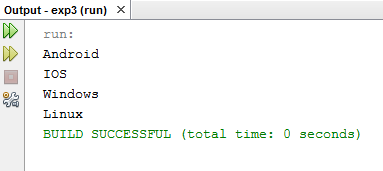 Output - exp3 (run)
run:
Android
IOS
Windows
Linux
BUILD SUCCESSFUL (total time: 0 seconds)